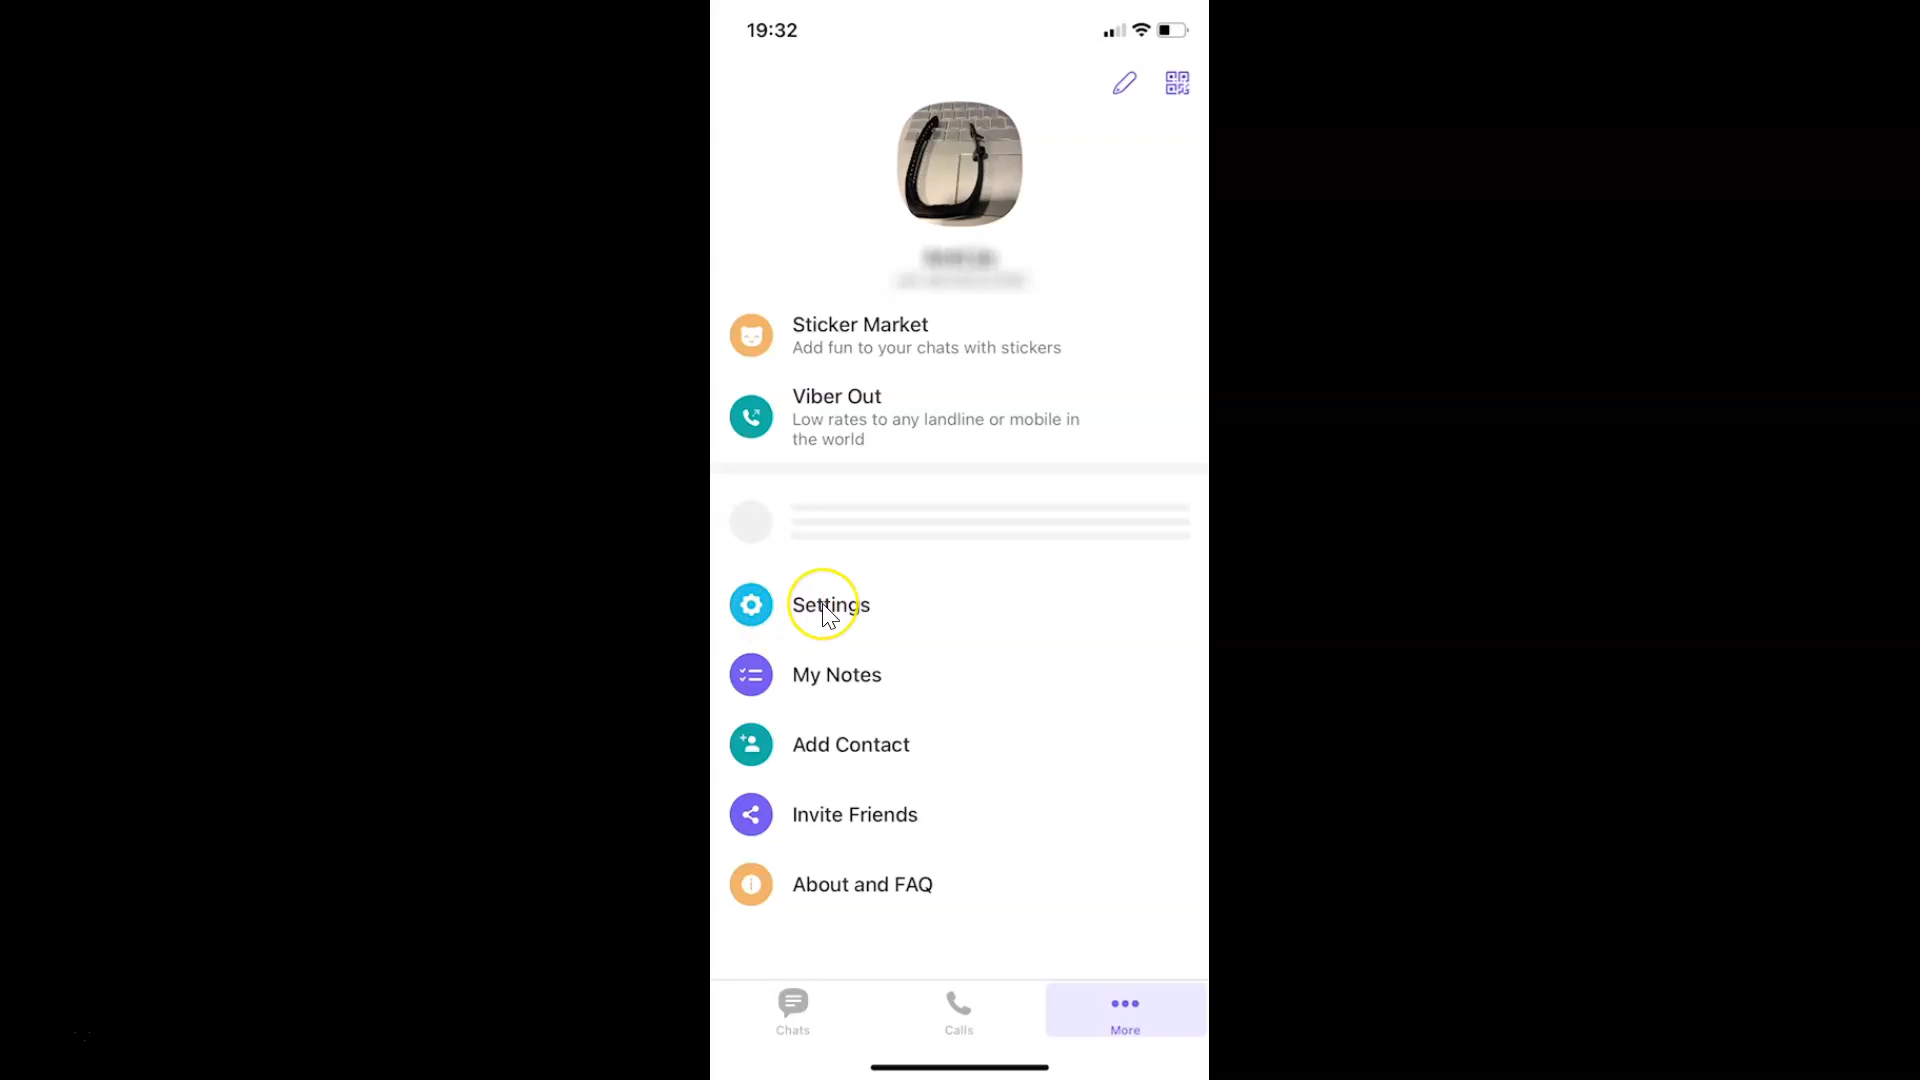 19:32
Sticker Market
Add fun to your chats with stickers
Viber Out
Low rates to any landline or mobile in
the world
Settings
My Notes
Add Contact
Invite Friends
About and FAQ
Chats
Calls
More